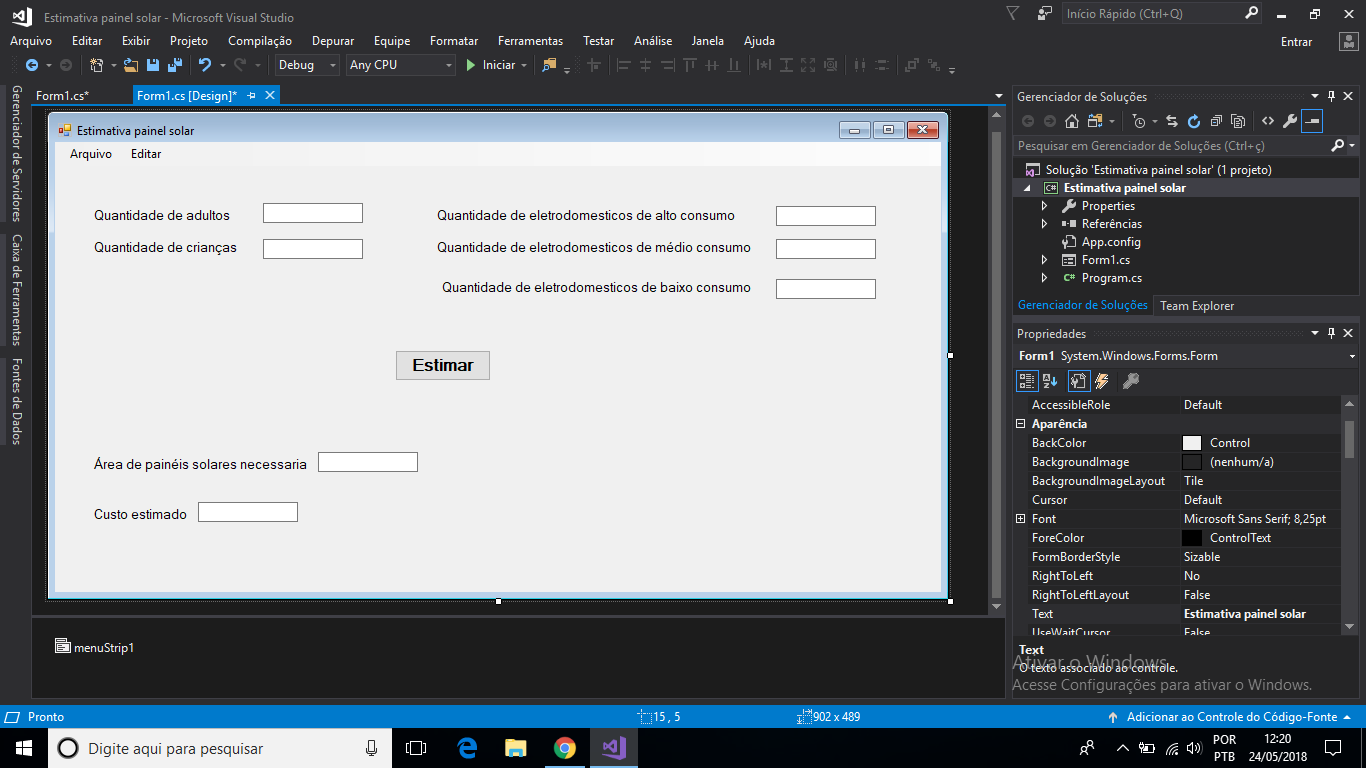 Estimativa painel solar - Microsoft Visual Studio
Início Rápido (Ctrl+Q)
Arquivo Editar Exibir Projeto Compilação Depurar Equipe Formatar Ferramentas Testar Análise Janela Ajuda
Entrar
Debug Any CPU Iniciar
Gerenciador de Servidores
Caixa de Ferramentas
Fontes de Dados
Form1.cs* Form1.cs [Design]*
Estimativa painel solar
Arquivo Editar
Quantidade de adultos
Quantidade de eletrodomesticos de alto consumo
Quantidade de crianças
Quantidade de eletrodomesticos de médio consumo
Quantidade de eletrodomesticos de baixo consumo
Estimar
Área de painéis solares necessaria
Custo estimado
menuStrip1
Gerenciador de Soluções
Pesquisar em Gerenciador de Soluções (Ctrl+ç)
Solução 'Estimativa painel solar' (1 projeto)
C# Estimativa painel solar
Properties
Referências
App.config
Form1.cs
C# Program.cs
Gerenciador de Soluções Team Explorer
Propriedades
Form1 System.Windows.Forms.Form
AccessibleRole Default
Aparência
BackColor Control
BackgroundImage (nenhum/a)
BackgroundImageLayout Tile
Cursor Default
Font Microsoft Sans Serif; 8,25pt
ForeColor ControlText
FormBorderStyle Sizable
RightToLeft No
RightToLeftLayout False
Text Estimativa painel solar
UseWaitCursor False
Text
O texto associado ao controle.
Ativar o Windows
Acesse Configurações para ativar o Windows.
Pronto
15 , 5
902 x 489
Adicionar ao Controle do Código-Fonte
Digite aqui para pesquisar
POR
PTB
12:20
24/05/2018